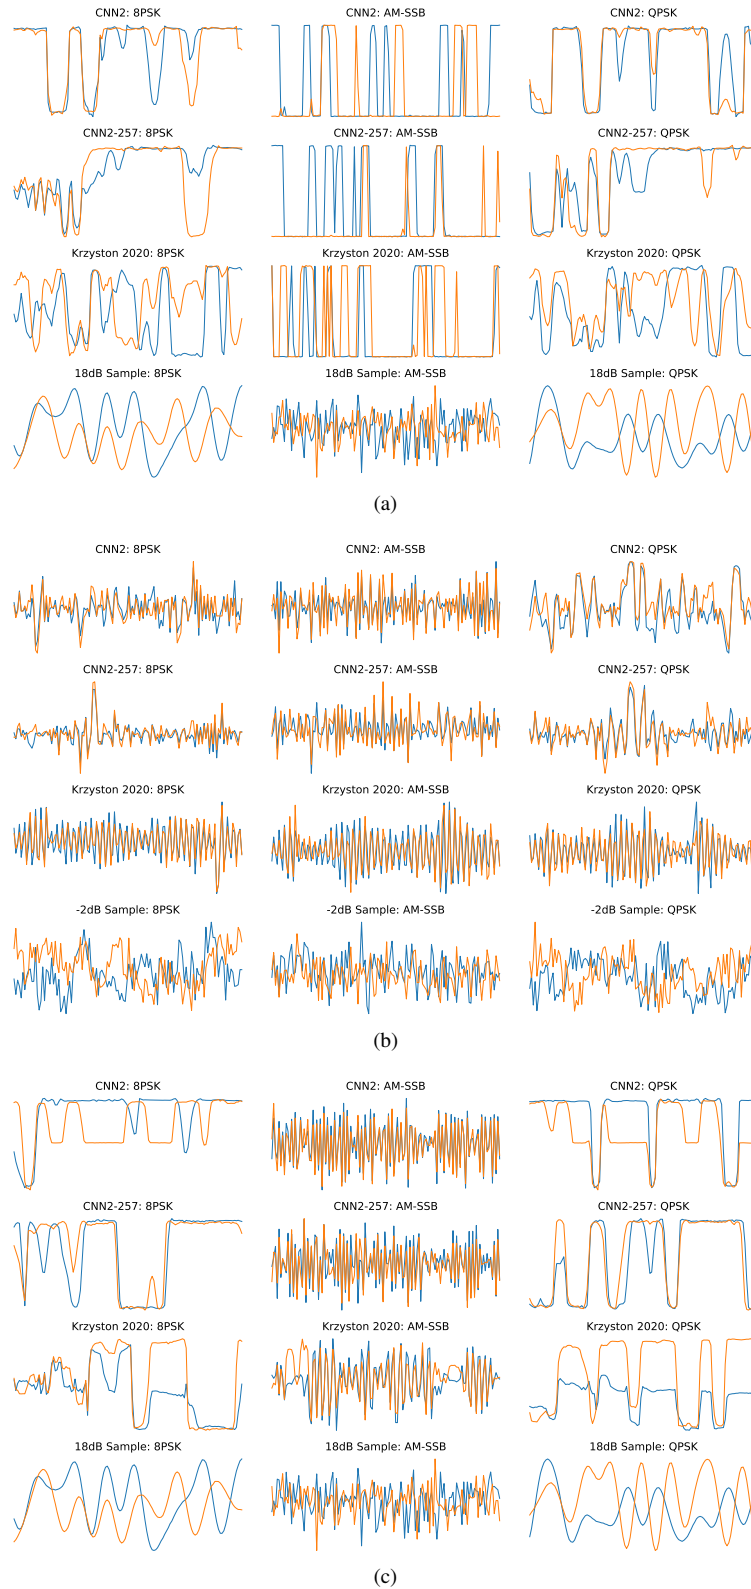 CNN2: 8PSK CNN2: AM-SSB CNN2: QPSK
CNN2-257: 8PSK CNN2-257: AM-SSB CNN2-257: QPSK
Krzyston 2020: 8PSK Krzyston 2020: AM-SSB Krzyston 2020: QPSK
18dB Sample: 8PSK 18dB Sample: AM-SSB 18dB Sample: QPSK
(a)
CNN2: 8PSK CNN2: AM-SSB CNN2: QPSK
CNN2-257: 8PSK CNN2-257: AM-SSB CNN2-257: QPSK
Krzyston 2020: 8PSK Krzyston 2020: AM-SSB Krzyston 2020: QPSK
-2dB Sample: 8PSK -2dB Sample: AM-SSB -2dB Sample: QPSK
(b)
CNN2: 8PSK CNN2: AM-SSB CNN2: QPSK
CNN2-257: 8PSK CNN2-257: AM-SSB CNN2-257: QPSK
Krzyston 2020: 8PSK Krzyston 2020: AM-SSB Krzyston 2020: QPSK
18dB Sample: 8PSK 18dB Sample: AM-SSB 18dB Sample: QPSK
(c)